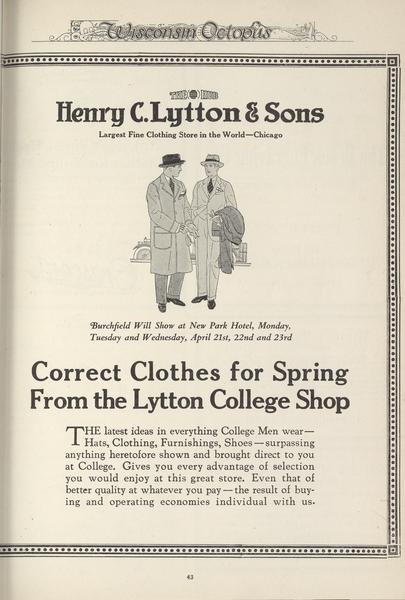 Wisconsin Octopus
THE HUB
Henry C. Lytton & Sons
Largest Fine Clothing Store in the World—Chicago
Burchfield Will Show at New Park Hotel, Monday,
Tuesday and Wednesday, April 21st, 22nd and 23rd
Correct Clothes for Spring
From the Lytton College Shop
THE latest ideas in everything College Men wear—
Hats, Clothing, Furnishings, Shoes—surpassing
anything heretofore shown and brought direct to you
at College. Gives you every advantage of selection
you would enjoy at this great store. Even that of
better quality at whatever you pay—the result of buy-
ing and operating economies individual with us.
43